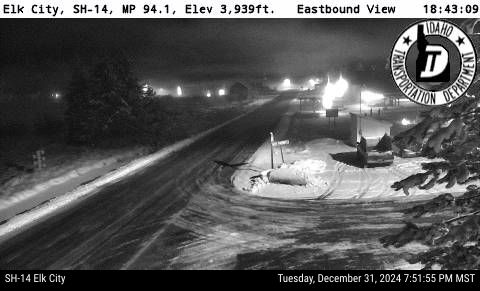 Elk City, SH-14, MP 94.1, Elev 3,939ft. Eastbound View 18:43:09
IDAHO
TRANSPORTATION DEPARTMENT
SH-14 Elk City Tuesday, December 31, 2024 7:51:55 PM MST